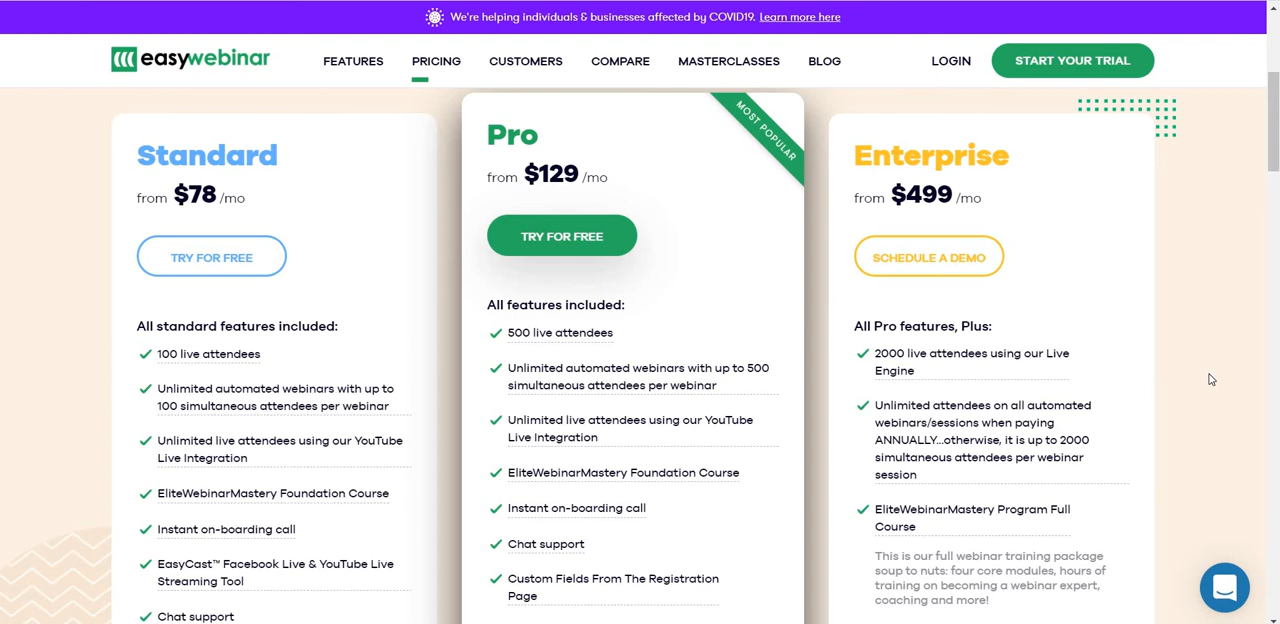 We're helping individuals & businesses affected by COVID19. Learn more here
easywebinar
FEATURES
PRICING
CUSTOMERS
COMPARE
MASTERCLASSES
BLOG
LOGIN
START YOUR TRIAL
Standard
from $78 /mo
TRY FOR FREE
All standard features included:
100 live attendees
Unlimited automated webinars with up to
100 simultaneous attendees per webinar
Unlimited live attendees using our YouTube
Live Integration
EliteWebinarMastery Foundation Course
Instant on-boarding call
EasyCast™ Facebook Live & YouTube Live
Streaming Tool
Chat support
MOST POPULAR
Pro
from $129 /mo
TRY FOR FREE
All features included:
500 live attendees
Unlimited automated webinars with up to 500
simultaneous attendees per webinar
Unlimited live attendees using our YouTube
Live Integration
EliteWebinarMastery Foundation Course
Instant on-boarding call
Chat support
Custom Fields From The Registration
Page
Enterprise
from $499 /mo
SCHEDULE A DEMO
All Pro features, Plus:
2000 live attendees using our Live
Engine
Unlimited attendees on all automated
webinars/sessions when paying
ANNUALLY...otherwise, it is up to 2000
simultaneous attendees per webinar
session
EliteWebinarMastery Program Full
Course
This is our full webinar training package
soup to nuts: four core modules, hours of
training on becoming a webinar expert,
coaching and more!